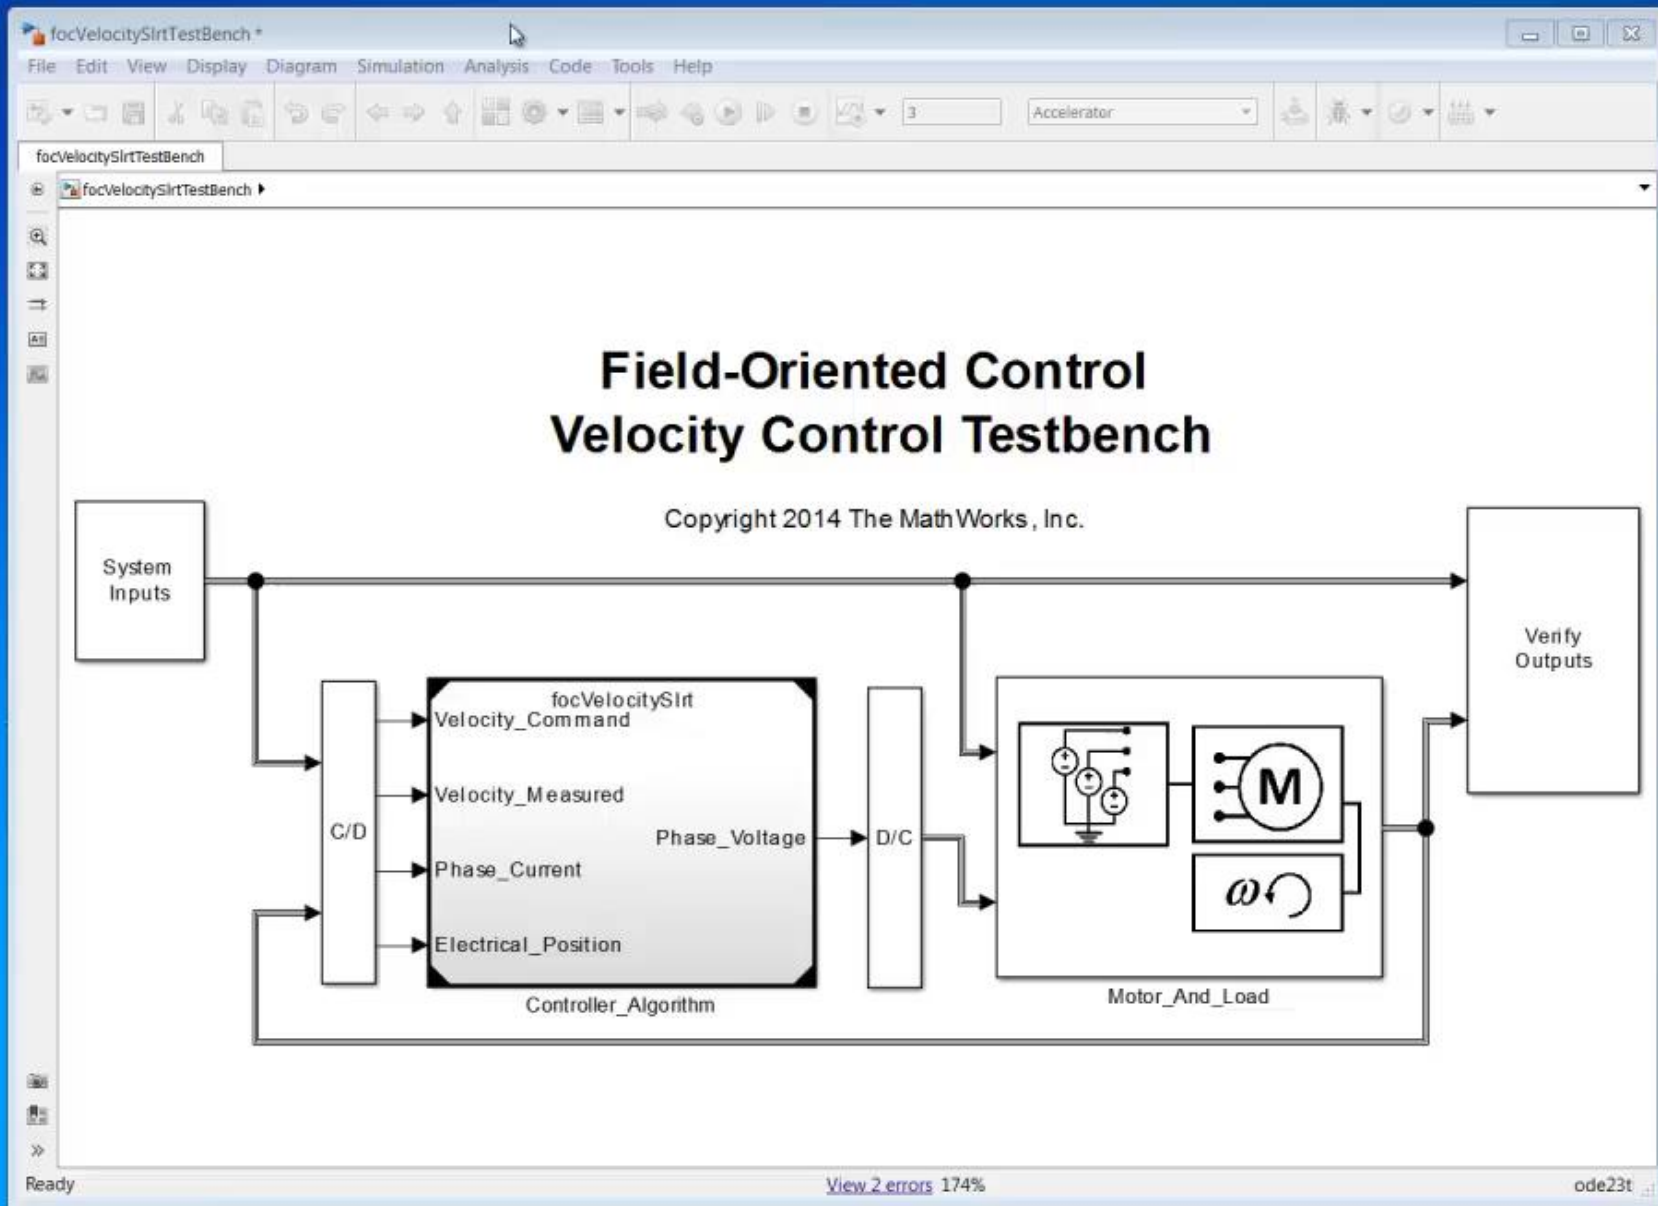 focVelocitySlrtTestBench *
File Edit View Display Diagram Simulation Analysis Code Tools Help
3 Accelerator
focVelocitySlrtTestBench
focVelocitySlrtTestBench
Field-Oriented Control
Velocity Control Testbench
Copyright 2014 The MathWorks, Inc.
System
Inputs
Verify
Outputs
C/D
focVelocitySlrt
Velocity_Command
Velocity_Measured
Phase_Current
Electrical_Position
Phase_Voltage
Controller_Algorithm
D/C
M
ω
Motor_And_Load
Ready View 2 errors 174% ode23t